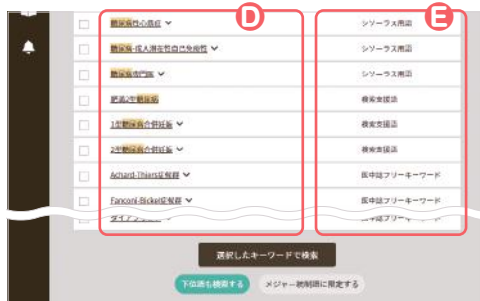 D
E
糖尿病性心筋症 シソーラス用語
糖尿病-成人潜在性自己免疫性 シソーラス用語
糖尿病専門医 シソーラス用語
肥満2型糖尿病 検索支援語
1型糖尿病合併妊娠 検索支援語
2型糖尿病合併妊娠 検索支援語
Achard-Thiers症候群 医中誌フリーキーワード
Fanconi-Bickel症候群 医中誌フリーキーワード
選択したキーワードで検索
下位語も検索する メジャー統制語に限定する